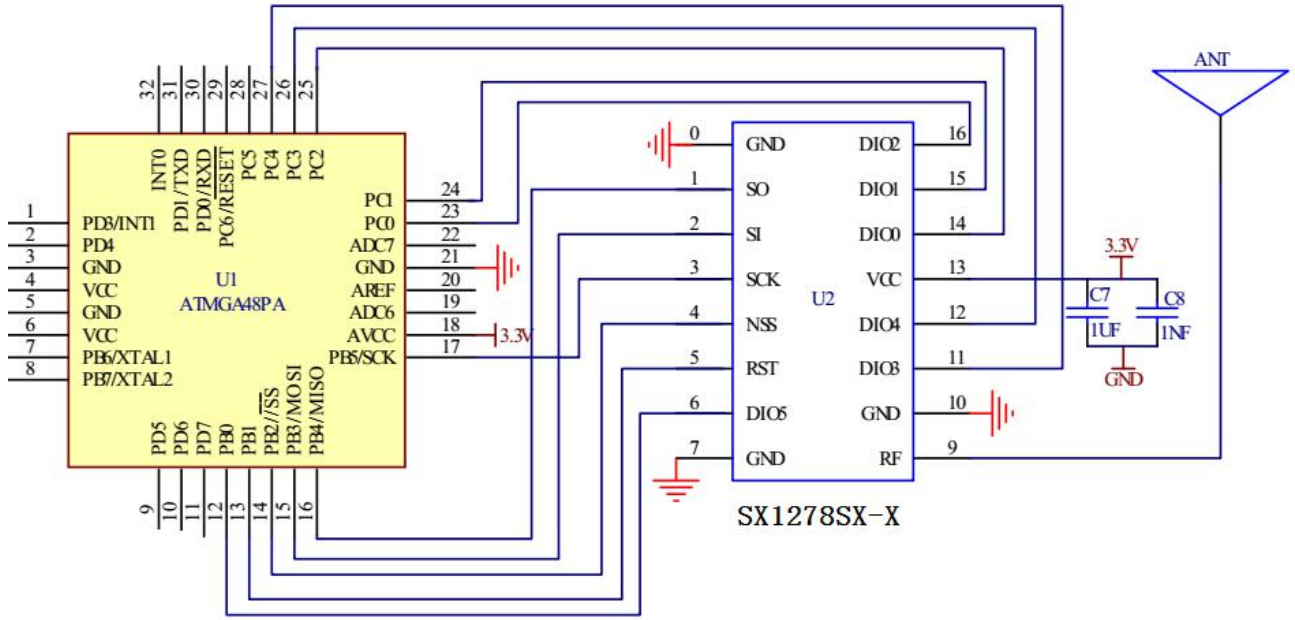 ANT
32
31
30
29
28
27
26
25
INT0
PD1/TXD
PD0/RXD
PC6/RESET
PC5
PC4
PC3
PC2
1 PD3/INT1
2 PD4
3 GND
4 VCC
5 GND
6 VCC
7 PB6/XTAL1
8 PB7/XTAL2
U1
ATMGA48PA
PC1 24
PC0 23
ADC7 22
GND 21
AREF 20
ADC6 19
AVCC 18 3.3V
PB5/SCK 17
PD5
PD6
PD7
PB0
PB1
PB2//SS
PB3/MOSI
PB4/MISO
9
10
11
12
13
14
15
16
0 GND
1 SO
2 SI
3 SCK
4 NSS
5 RST
6 DIO5
7 GND
U2
DIO2 16
DIO1 15
DIO0 14
VCC 13
DIO4 12
DIO3 11
GND 10
RF 9
3.3V
C7
1UF
C8
1NF
GND
SX1278SX-X